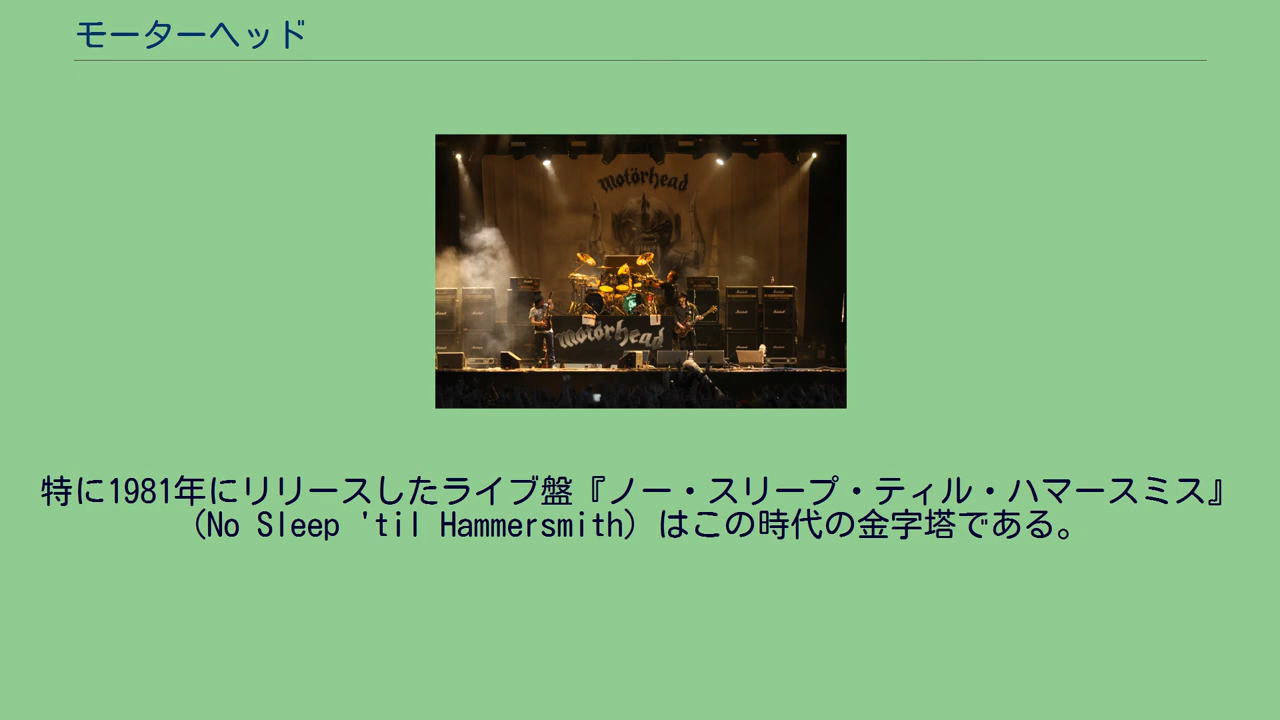 モーターヘッド
motörhead
motörhead
特に1981年にリリースしたライブ盤『ノー・スリープ・ティル・ハマースミス』
（No Sleep 'til Hammersmith）はこの時代の金字塔である。